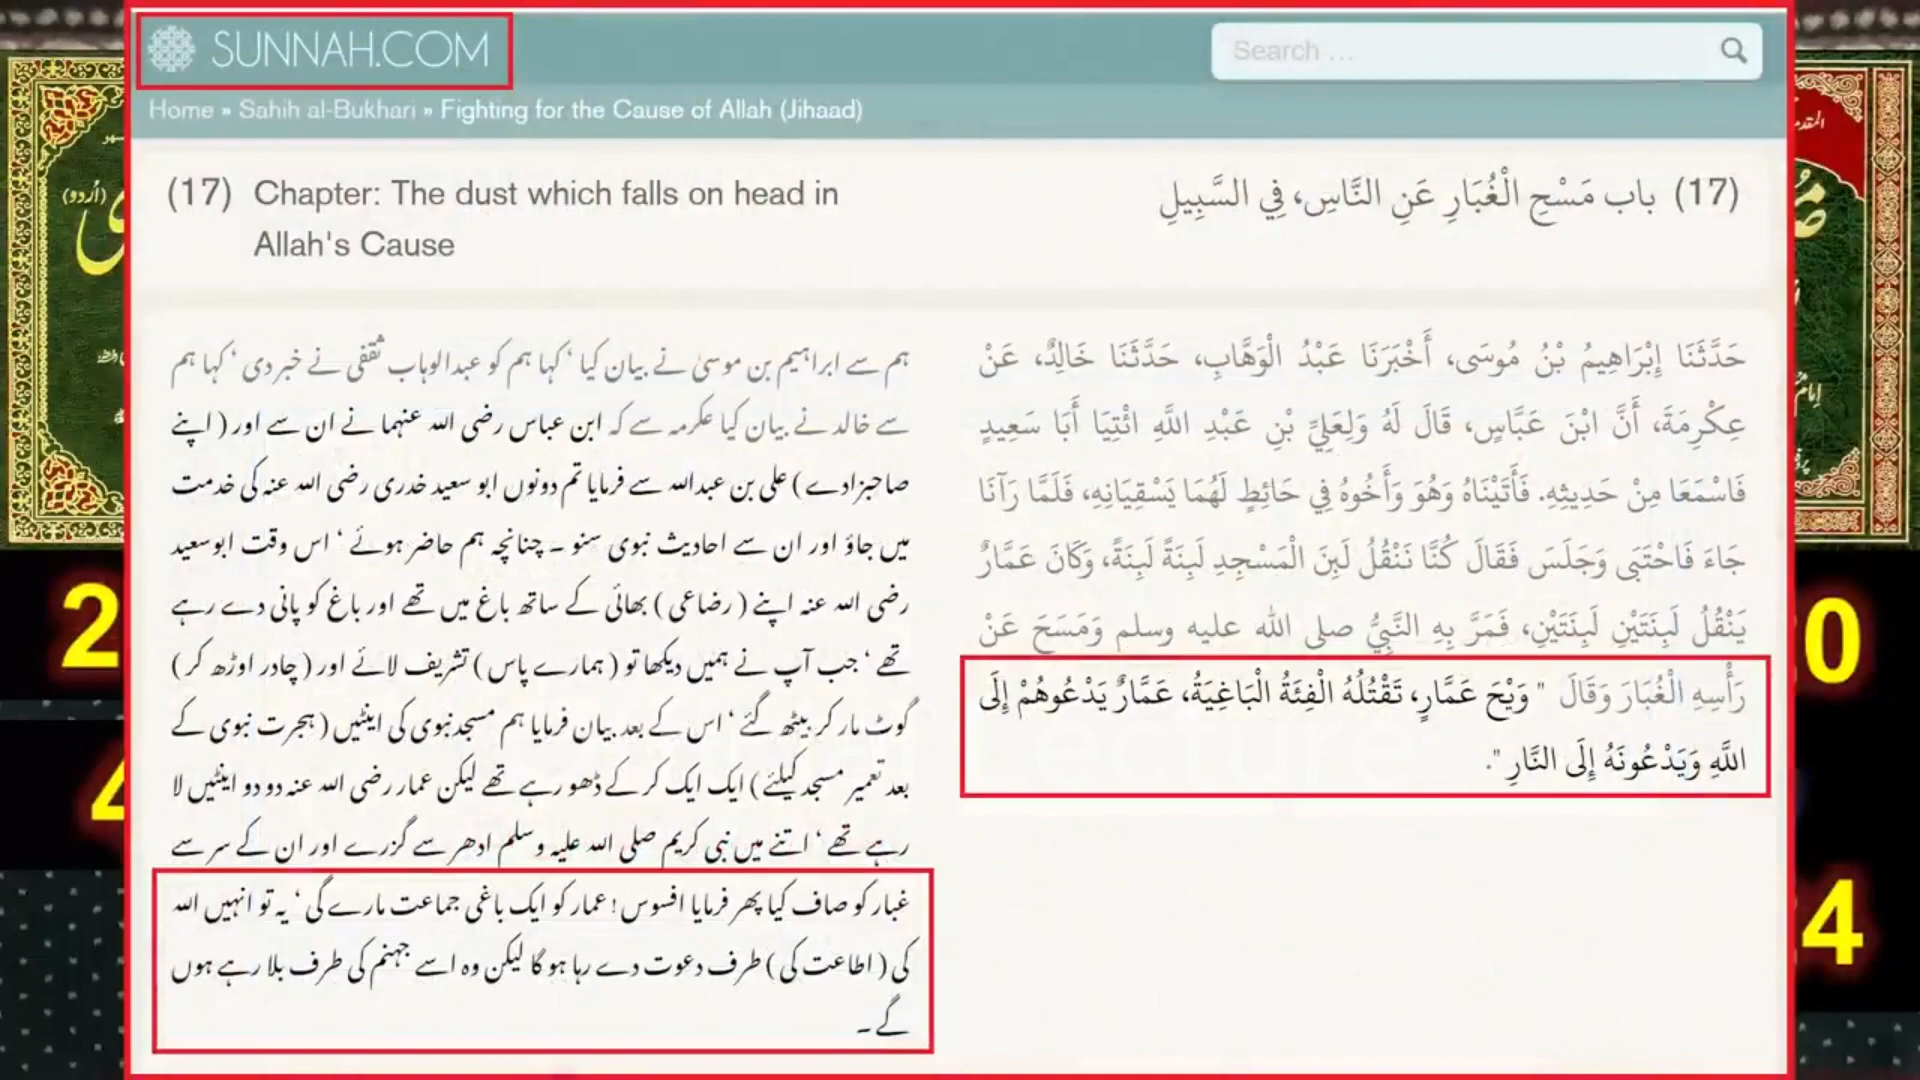 SUNNAH.COM
Search ...
Home » Sahih al-Bukhari » Fighting for the Cause of Allah (Jihaad)
(17) Chapter: The dust which falls on head in
Allah's Cause
(17) باب مَسْحِ الْغُبَارِ عَنِ النَّاسِ، فِي السَّبِيلِ
ہم سے ابراہیم بن موسیٰ نے بیان کیا ‘ کہا ہم کو عبدالوہاب ثقفی نے خبر دی ‘ کہا ہم
سے خالد نے بیان کیا عکرمہ سے کہ ابن عباس رضی اللہ عنہما نے ان سے اور ( اپنے
صاحبزادے ) علی بن عبداللہ سے فرمایا تم دونوں ابو سعید خدری رضی اللہ عنہ کی خدمت
میں جاؤ اور ان سے احادیث نبوی سنو ۔ چنانچہ ہم حاضر ہوئے ‘ اس وقت ابوسعید
رضی اللہ عنہ اپنے ( رضاعی ) بھائی کے ساتھ باغ میں تھے اور باغ کو پانی دے رہے
تھے ‘ جب آپ نے ہمیں دیکھا تو ( ہمارے پاس ) تشریف لائے اور ( چادر اوڑھ کر )
گوٹ مار کر بیٹھ گئے ‘ اس کے بعد بیان فرمایا ہم مسجد نبوی کی اینٹیں ( ہجرت نبوی کے
بعد تعمیر مسجد کیلئے ) ایک ایک کر کے ڈھو رہے تھے لیکن عمار رضی اللہ عنہ دو دو اینٹیں لا
رہے تھے ‘ اتنے میں نبی کریم صلی اللہ علیہ وسلم ادھر سے گزرے اور ان کے سر سے
غبار کو صاف کیا پھر فرمایا افسوس ! عمار کو ایک باغی جماعت مارے گی ‘ یہ تو انہیں اللہ
کی ( اطاعت کی ) طرف دعوت دے رہا ہو گا لیکن وہ اسے جہنم کی طرف بلا رہے ہوں
گے ۔
حَدَّثَنَا إِبْرَاهِيمُ بْنُ مُوسَى، أَخْبَرَنَا عَبْدُ الْوَهَّابِ، حَدَّثَنَا خَالِدٌ، عَنْ
عِكْرِمَةَ، أَنَّ ابْنَ عَبَّاسٍ، قَالَ لَهُ وَلِعَلِيِّ بْنِ عَبْدِ اللَّهِ ائْتِيَا أَبَا سَعِيدٍ
فَاسْمَعَا مِنْ حَدِيثِهِ. فَأَتَيْنَاهُ وَهُوَ وَأَخُوهُ فِي حَائِطٍ لَهُمَا يَسْقِيَانِهِ، فَلَمَّا رَآنَا
جَاءَ فَاحْتَبَى وَجَلَسَ فَقَالَ كُنَّا نَنْقُلُ لَبِنَ الْمَسْجِدِ لَبِنَةً لَبِنَةً، وَكَانَ عَمَّارٌ
يَنْقُلُ لَبِنَتَيْنِ لَبِنَتَيْنِ، فَمَرَّ بِهِ النَّبِيُّ صلى الله عليه وسلم وَمَسَحَ عَنْ
رَأْسِهِ الْغُبَارَ وَقَالَ " وَيْحَ عَمَّارٍ، تَقْتُلُهُ الْفِئَةُ الْبَاغِيَةُ، عَمَّارٌ يَدْعُوهُمْ إِلَى
اللَّهِ وَيَدْعُونَهُ إِلَى النَّارِ ".
(اُردو)
2
4
0
4